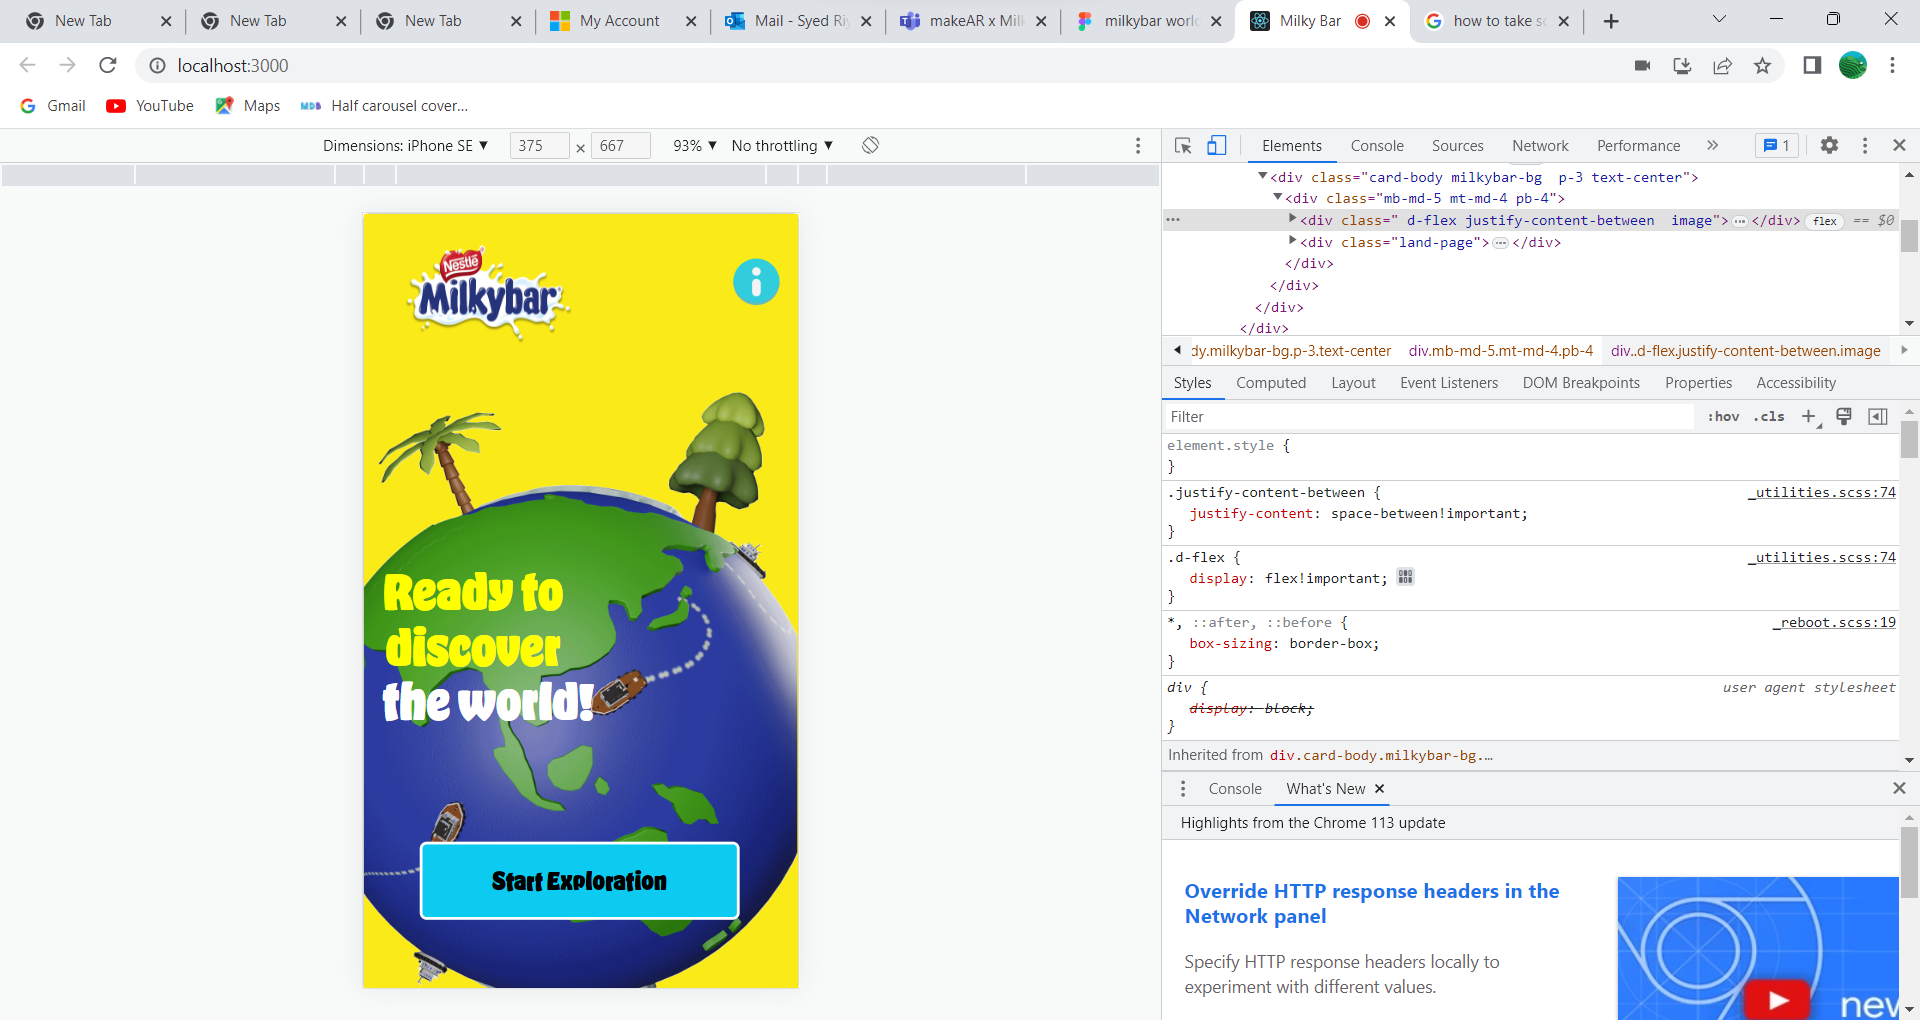 New Tab
New Tab
New Tab
My Account
Mail - Syed Riy
makeAR x Milk
milkybar worl
Milky Bar
how to take sc
localhost:3000
Gmail
YouTube
Maps
MDB
Half carousel cover...
Dimensions: iPhone SE ▼
375 × 667
93% ▼
No throttling ▼
Nestle
Milkybar
i
Ready to
discover
the world!
Start Exploration
Elements
Console
Sources
Network
Performance
»
1
▼<div class="card-body milkybar-bg  p-3 text-center">
▼<div class="mb-md-5 mt-md-4 pb-4">
... ▶<div class=" d-flex justify-content-between  image">...</div> flex == $0
▶<div class="land-page">...</div>
</div>
</div>
</div>
</div>
dy.milkybar-bg.p-3.text-center
div.mb-md-5.mt-md-4.pb-4
div..d-flex.justify-content-between.image
Styles
Computed
Layout
Event Listeners
DOM Breakpoints
Properties
Accessibility
Filter
:hov
.cls
element.style {
}
.justify-content-between { _utilities.scss:74
justify-content: space-between!important;
}
.d-flex { _utilities.scss:74
display: flex!important;
}
*, ::after, ::before { _reboot.scss:19
box-sizing: border-box;
}
div { user agent stylesheet
display: block;
}
Inherited from div.card-body.milkybar-bg.…
Console
What's New
Highlights from the Chrome 113 update
Override HTTP response headers in the
Network panel
Specify HTTP response headers locally to
experiment with different values.
new